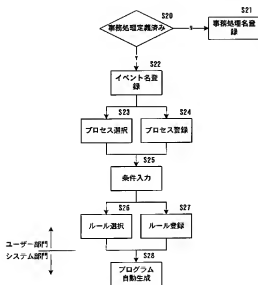 S20
事務処理定義済み
S21
事務処理名登
録
S22
イベント名登
録
S23
プロセス選択
S24
プロセス登録
S25
条件入力
S26
ルール選択
S27
ルール登録
ユーザー部門
システム部門
S28
プログラム
自動生成